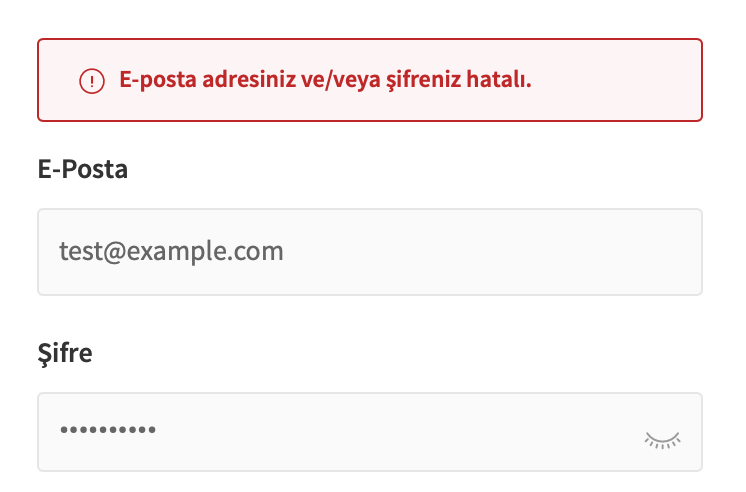 E-posta adresiniz ve/veya şifreniz hatalı.
E-Posta
test@example.com
Şifre
••••••••••